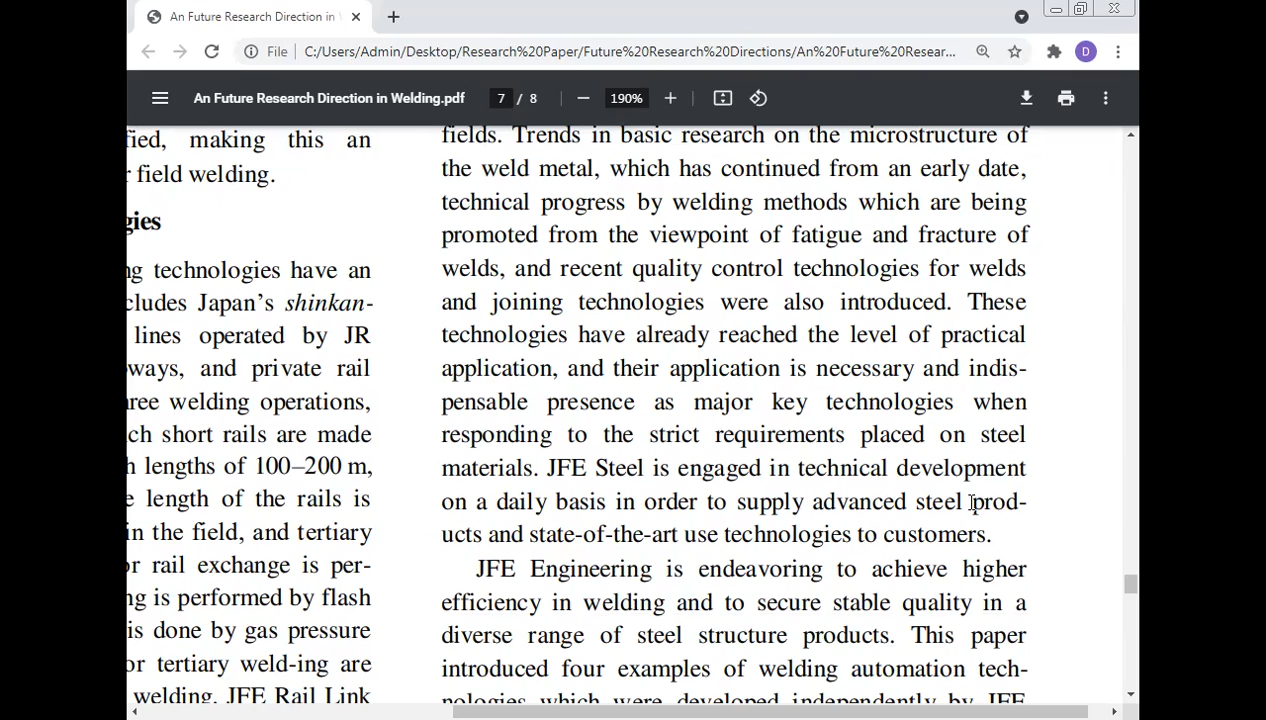 An Future Research Direction in
File
C:/Users/Admin/Desktop/Research%20Paper/Future%20Research%20Directions/An%20Future%20Resear...
D
An Future Research Direction in Welding.pdf
7 / 8
190%
fied, making this an
field welding.
gies
ng technologies have an
cludes Japan's shinkan-
lines operated by JR
ways, and private rail
ree welding operations,
ch short rails are made
h lengths of 100–200 m,
e length of the rails is
in the field, and tertiary
or rail exchange is per-
ng is performed by flash
is done by gas pressure
or tertiary weld-ing are
welding. JFE Rail Link
fields. Trends in basic research on the microstructure of
the weld metal, which has continued from an early date,
technical progress by welding methods which are being
promoted from the viewpoint of fatigue and fracture of
welds, and recent quality control technologies for welds
and joining technologies were also introduced. These
technologies have already reached the level of practical
application, and their application is necessary and indis-
pensable presence as major key technologies when
responding to the strict requirements placed on steel
materials. JFE Steel is engaged in technical development
on a daily basis in order to supply advanced steel prod-
ucts and state-of-the-art use technologies to customers.
JFE Engineering is endeavoring to achieve higher
efficiency in welding and to secure stable quality in a
diverse range of steel structure products. This paper
introduced four examples of welding automation tech-
nologies which were developed independently by JFE